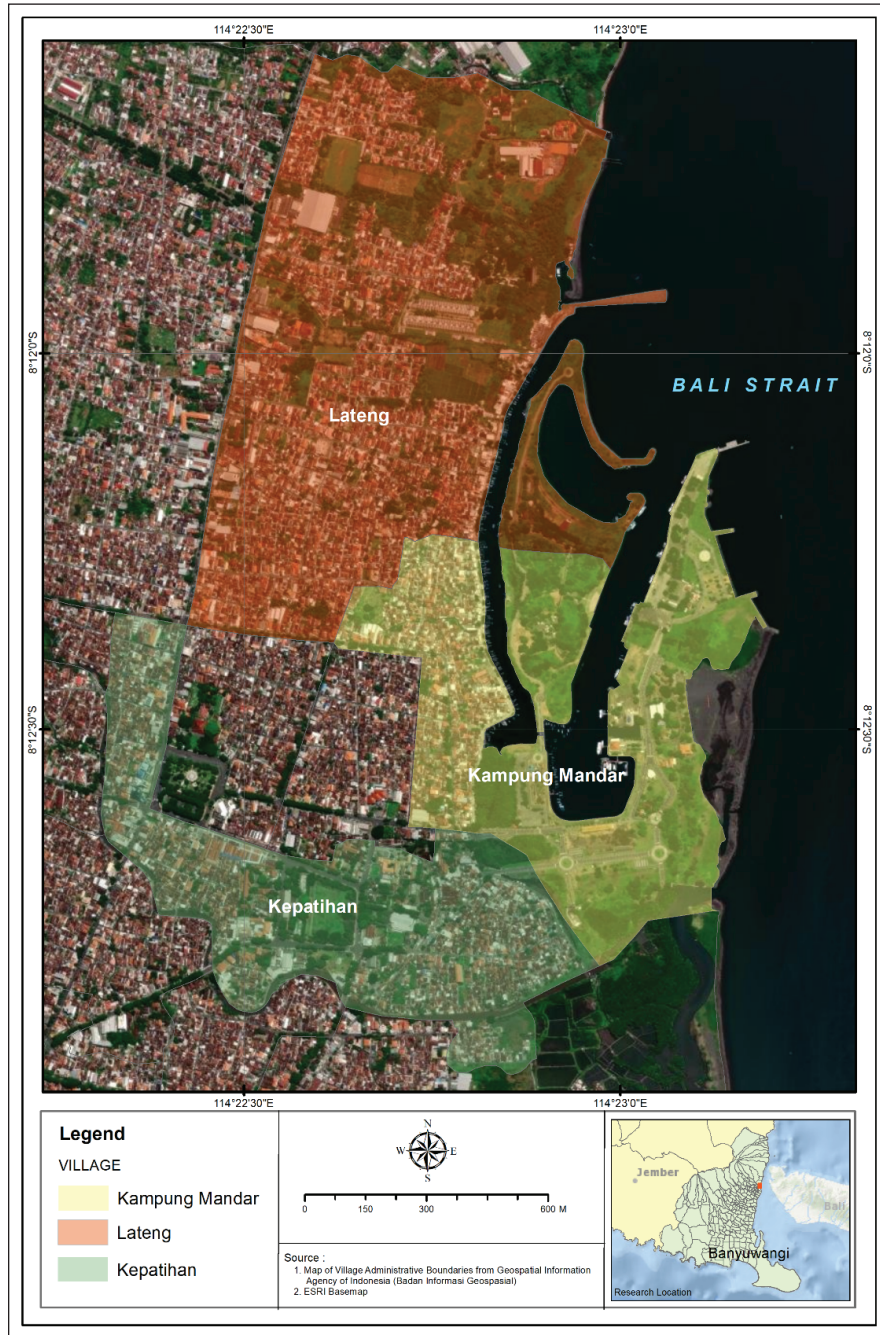 114°22'30"E
114°23'0"E
8°12'0"S
8°12'0"S
BALI STRAIT
Lateng
8°12'30"S
8°12'30"S
Kampung Mandar
Kepatihan
114°22'30"E
114°23'0"E
Legend
VILLAGE
Kampung Mandar
Lateng
Kepatihan
N
W
E
S
0 150 300 600 M
Source :
1. Map of Village Administrative Boundaries from Geospatial Information
Agency of Indonesia (Badan Informasi Geospasial)
2. ESRI Basemap
Jember
Bali
Banyuwangi
Research Location